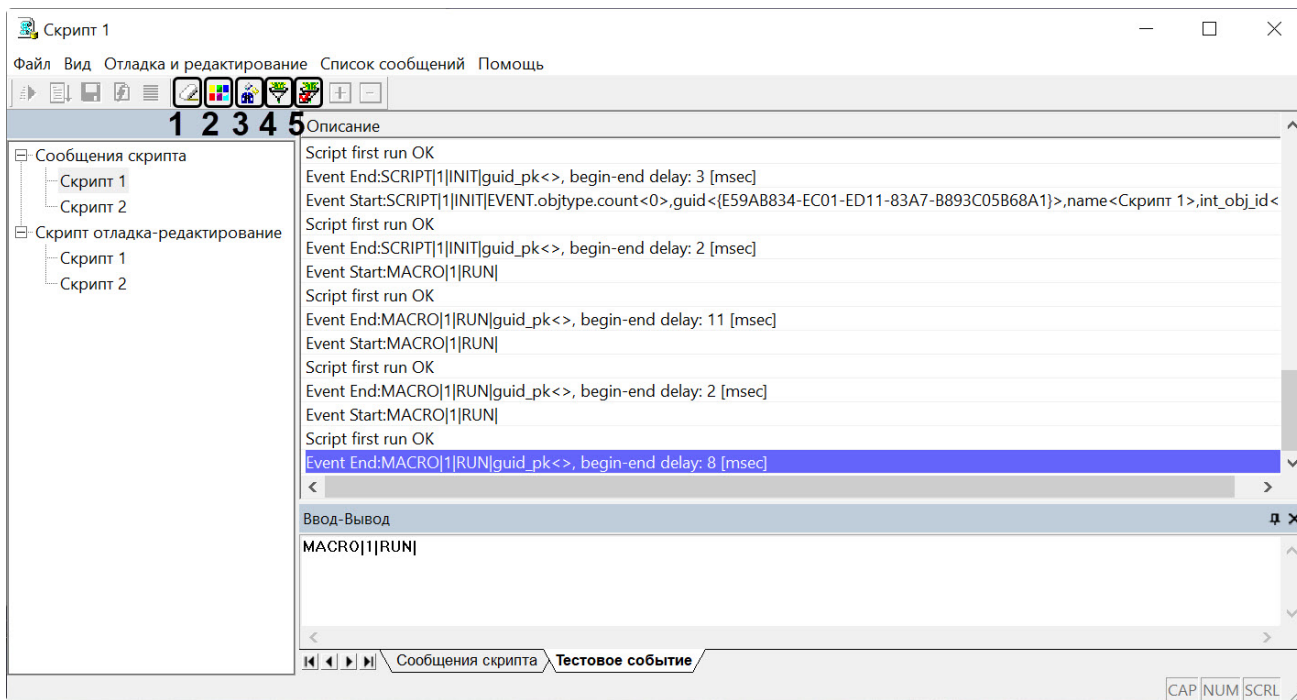 Скрипт 1
Файл Вид Отладка и редактирование Список сообщений Помощь
1 2 3 4 5
Описание
Сообщения скрипта
Скрипт 1
Скрипт 2
Скрипт отладка-редактирование
Скрипт 1
Скрипт 2
Script first run OK
Event End:SCRIPT|1|INIT|guid_pk<>, begin-end delay: 3 [msec]
Event Start:SCRIPT|1|INIT|EVENT.objtype.count<0>,guid<{E59AB834-EC01-ED11-83A7-B893C05B68A1}>,name<Скрипт 1>,int_obj_id<
Script first run OK
Event End:SCRIPT|1|INIT|guid_pk<>, begin-end delay: 2 [msec]
Event Start:MACRO|1|RUN|
Script first run OK
Event End:MACRO|1|RUN|guid_pk<>, begin-end delay: 11 [msec]
Event Start:MACRO|1|RUN|
Script first run OK
Event End:MACRO|1|RUN|guid_pk<>, begin-end delay: 2 [msec]
Event Start:MACRO|1|RUN|
Script first run OK
Event End:MACRO|1|RUN|guid_pk<>, begin-end delay: 8 [msec]
Ввод-Вывод
MACRO|1|RUN|
Сообщения скрипта Тестовое событие
CAP NUM SCRL